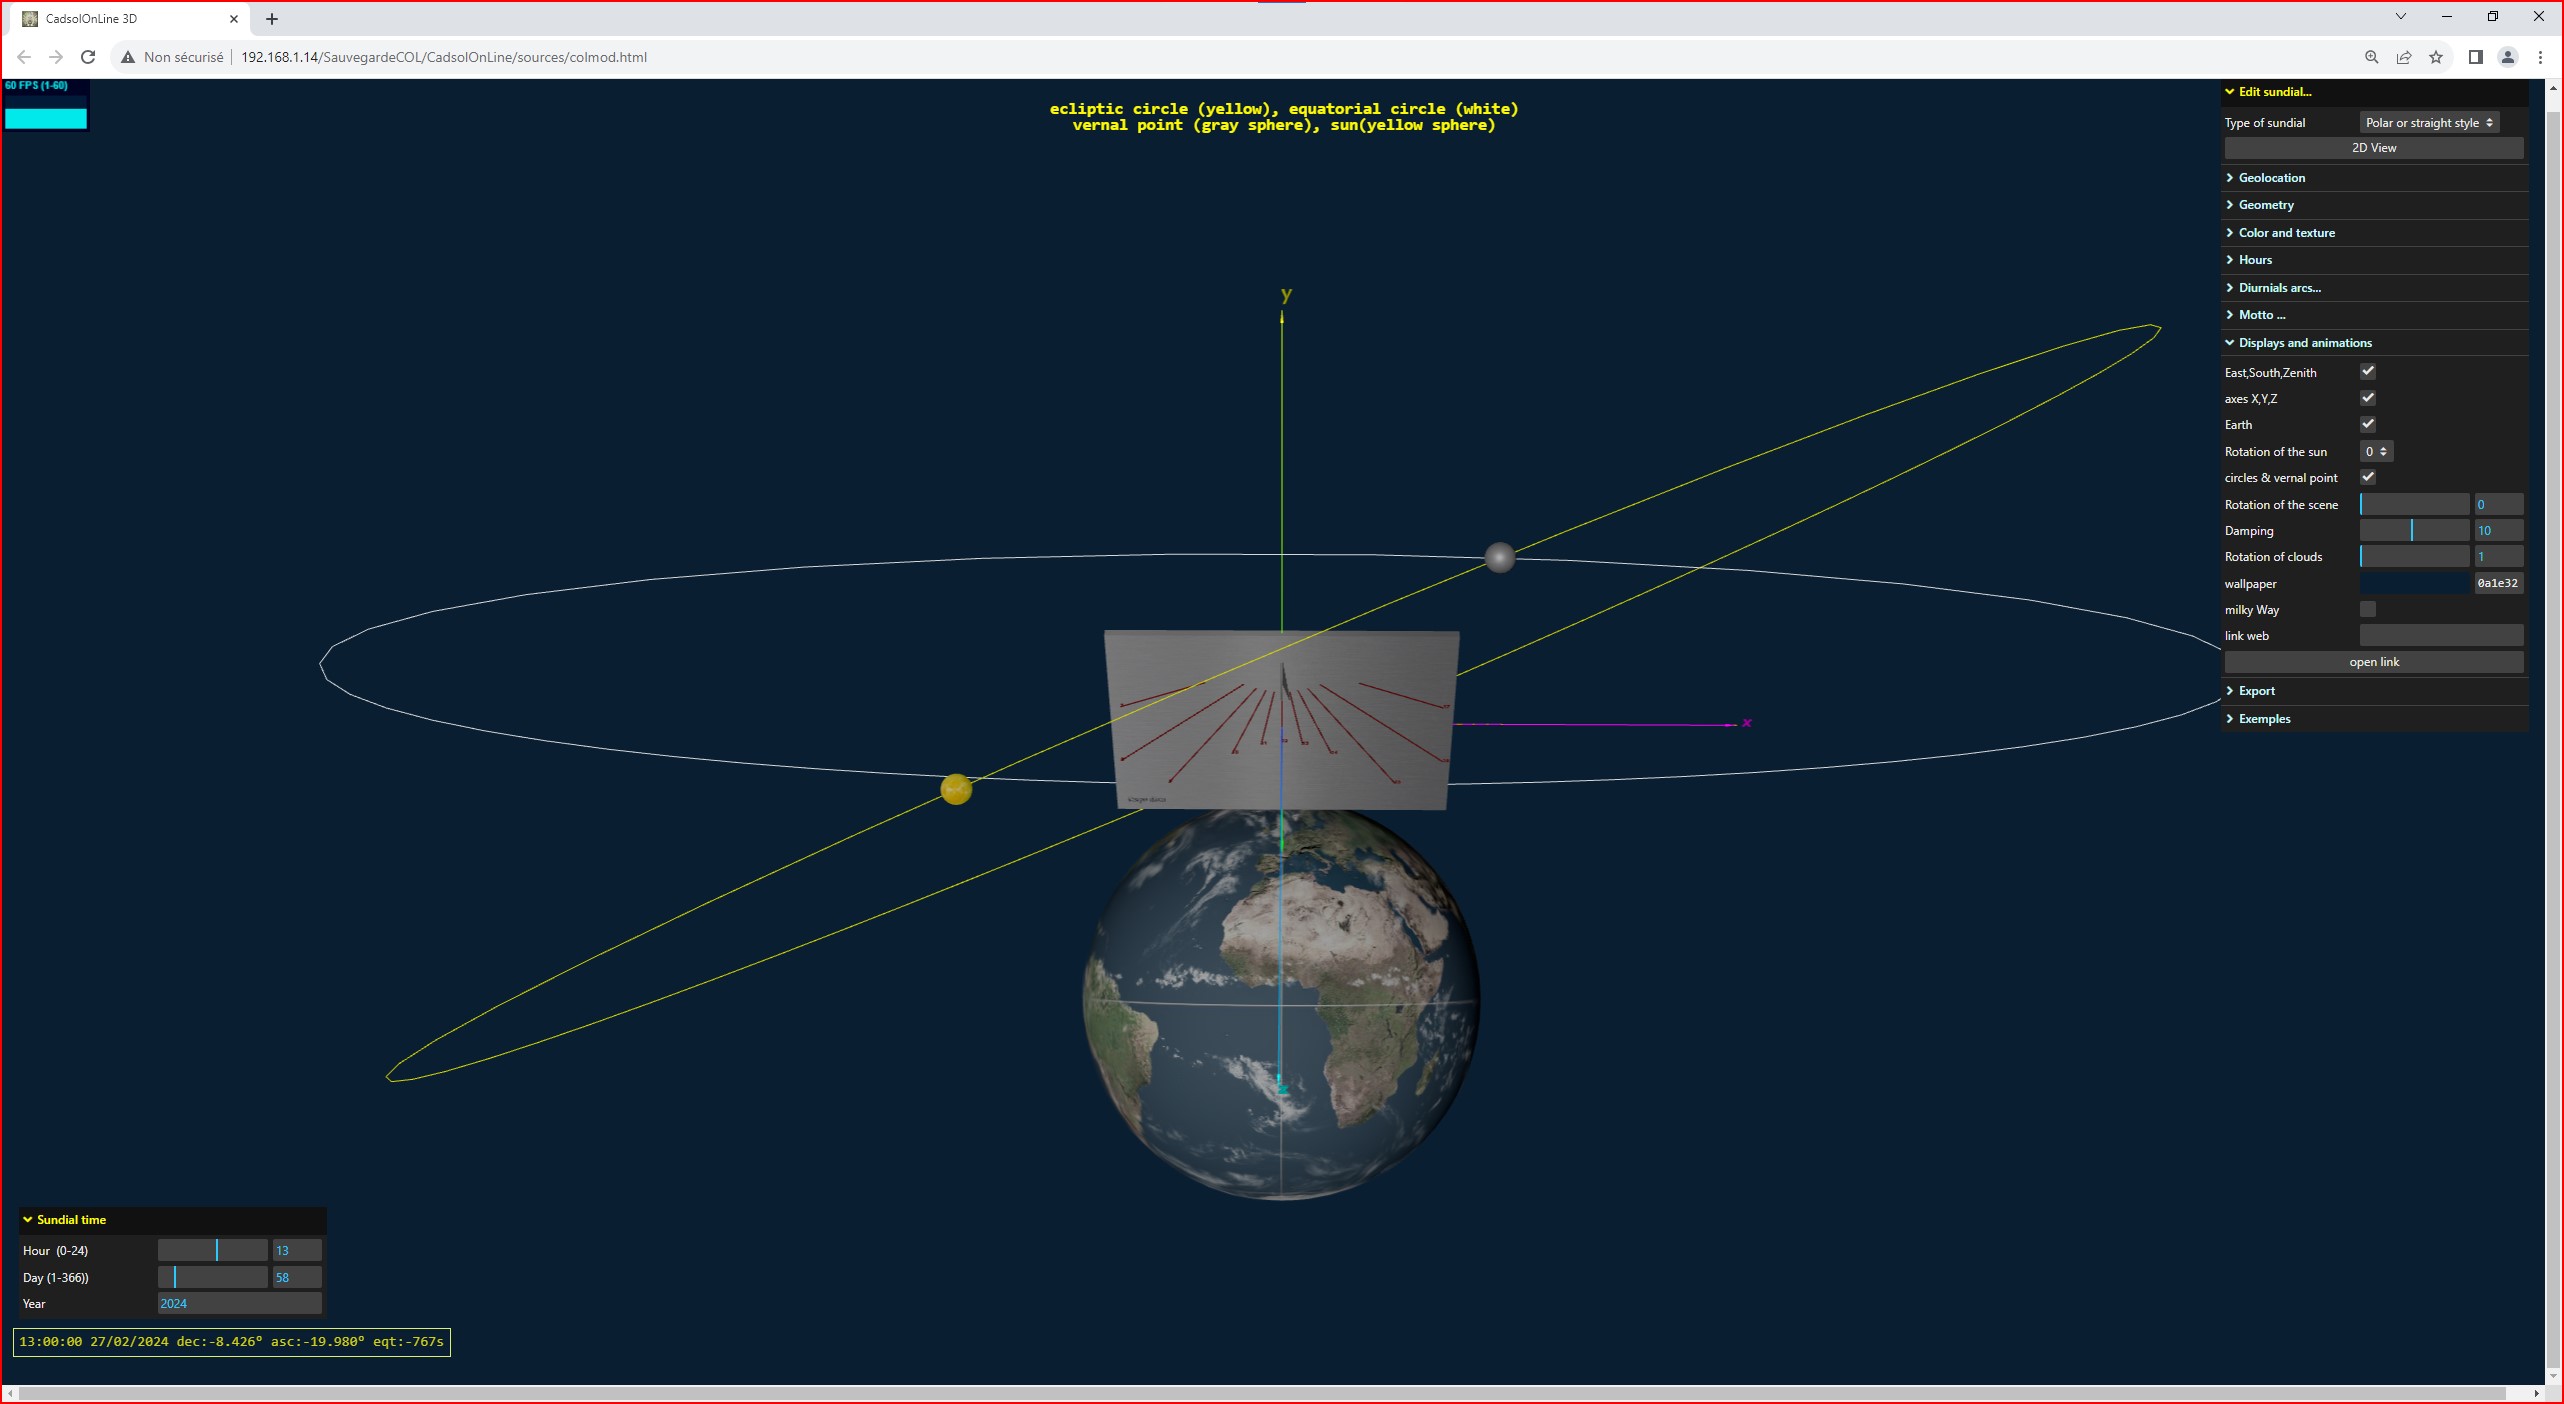 CadsolOnLine 3D
Non sécurisé 192.168.1.14/SauvegardeCOL/CadsolOnLine/sources/colmod.html
60 FPS (1-60)
ecliptic circle (yellow), equatorial circle (white)
vernal point (gray sphere), sun(yellow sphere)
y
x
z
Edit sundial...
Type of sundial Polar or straight style
2D View
Geolocation
Geometry
Color and texture
Hours
Diurnials arcs...
Motto ...
Displays and animations
East,South,Zenith
axes X,Y,Z
Earth
Rotation of the sun 0
circles & vernal point
Rotation of the scene 0
Damping 10
Rotation of clouds 1
wallpaper 0a1e32
milky Way
link web
open link
Export
Exemples
Sundial time
Hour (0-24) 13
Day (1-366)) 58
Year 2024
13:00:00 27/02/2024 dec:-8.426° asc:-19.980° eqt:-767s